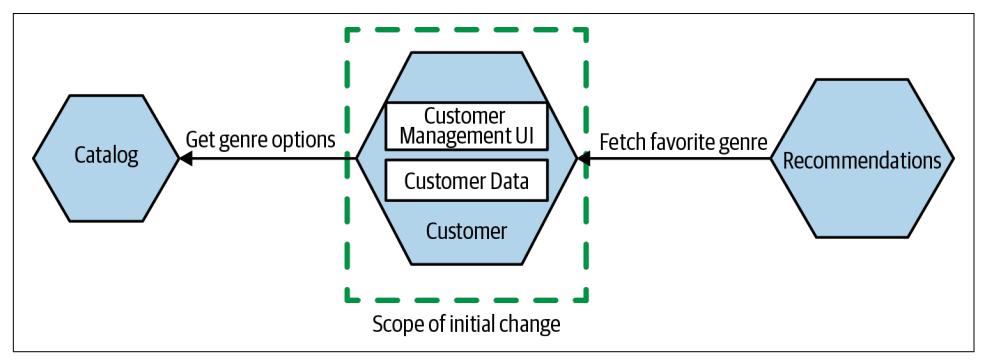 Catalog
Get genre options
Customer
Management UI
Customer Data
Customer
Fetch favorite genre
Recommendations
Scope of initial change